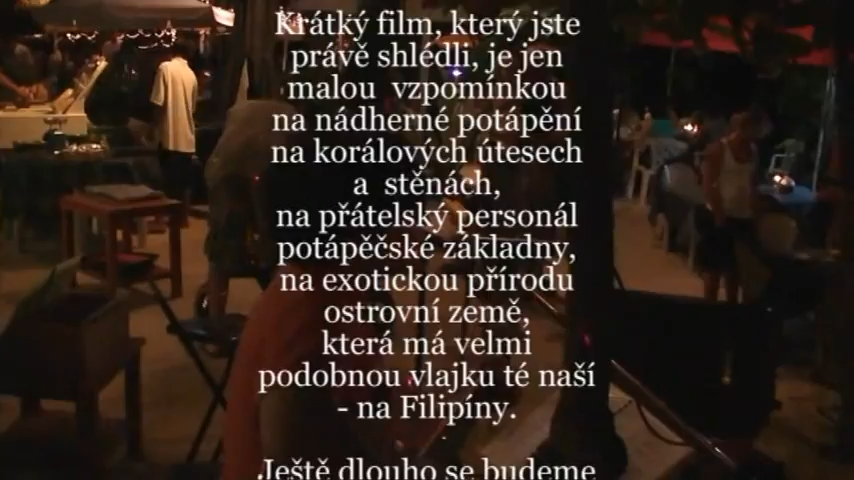 Krátký film, který jste
právě shlédli, je jen
malou vzpomínkou
na nádherné potápění
na korálových útesech
a stěnách,
na přátelský personál
potápěčské základny,
na exotickou přírodu
ostrovní země,
která má velmi
podobnou vlajku té naší
- na Filipíny.
Ještě dlouho se budeme